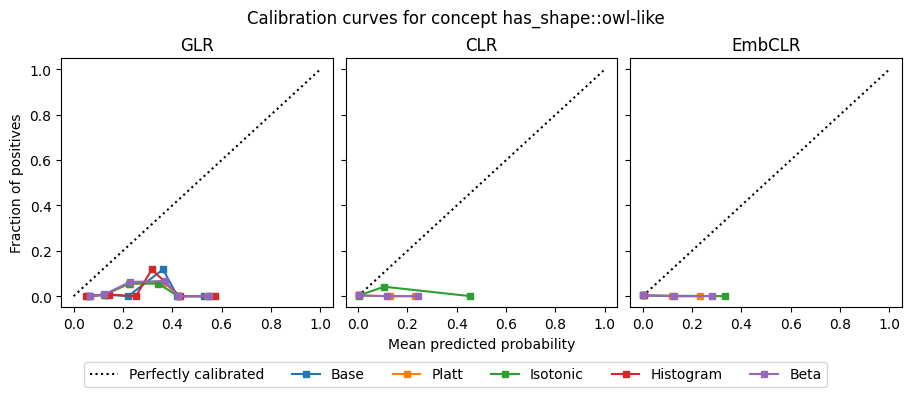 Calibration curves for concept has_shape::owl-like
GLR
CLR
EmbCLR
Fraction of positives
1.0
0.8
0.6
0.4
0.2
0.0
0.0 0.2 0.4 0.6 0.8 1.0
0.0 0.2 0.4 0.6 0.8 1.0
0.0 0.2 0.4 0.6 0.8 1.0
Mean predicted probability
Perfectly calibrated Base Platt Isotonic Histogram Beta